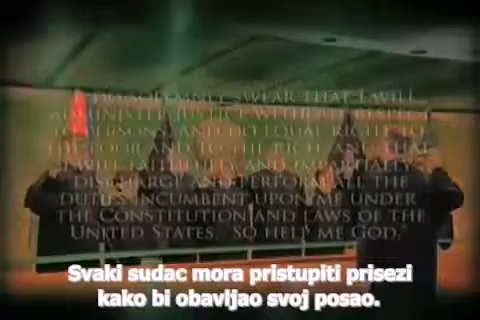 DO SOLEMNLY SWEAR THAT I WILL
ADMINISTER JUSTICE WITHOUT RESPECT
TO PERSONS, AND DO EQUAL RIGHT TO
THE POOR AND TO THE RICH, AND THAT
I WILL FAITHFULLY AND IMPARTIALLY
DISCHARGE AND PERFORM ALL THE
DUTIES INCUMBENT UPON ME UNDER
THE CONSTITUTION AND LAWS OF THE
UNITED STATES. SO HELP ME GOD."
Svaki sudac mora pristupiti prisezi
kako bi obavljao svoj posao.